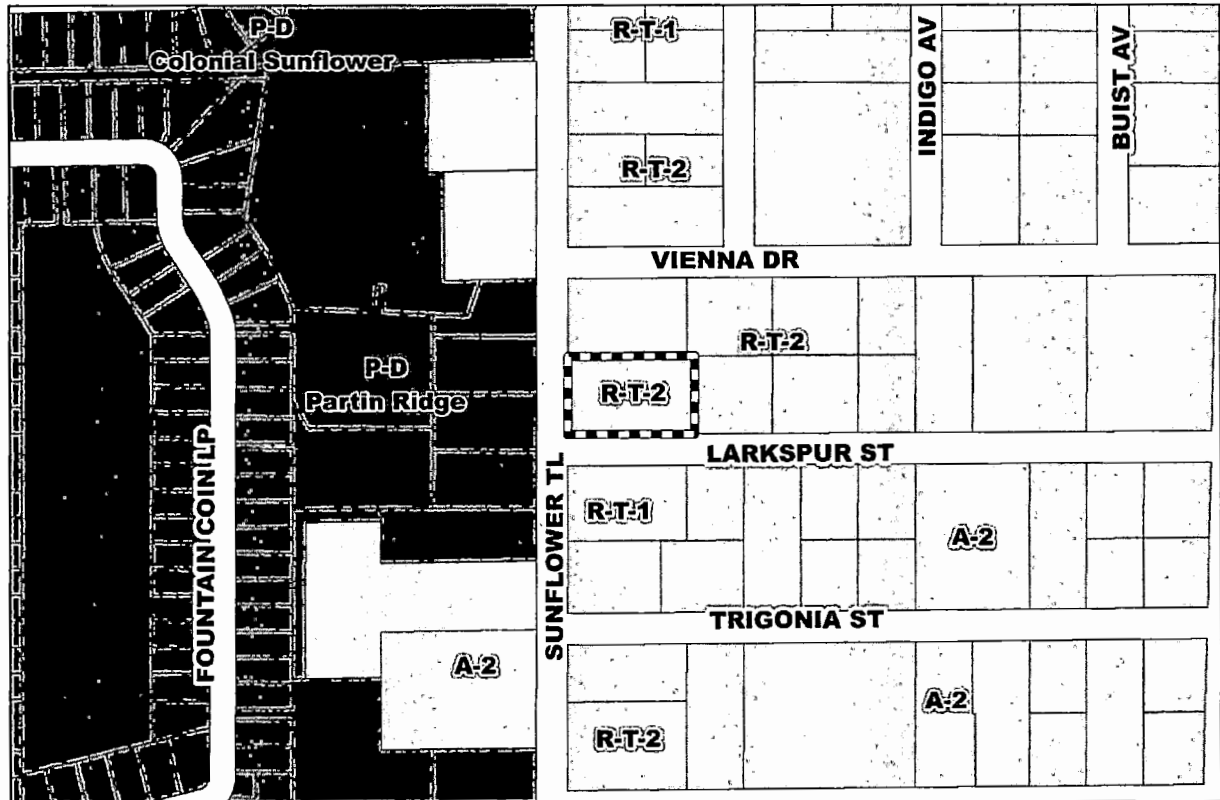 P-D
Colonial Sunflower
R-T-1
INDIGO AV
BUIST AV
R-T-2
VIENNA DR
R-T-2
P-D
Partin Ridge
R-T-2
LARKSPUR ST
FOUNTAIN COIN LP
SUNFLOWER TL
R-T-1
A-2
TRIGONIA ST
A-2
A-2
R-T-2